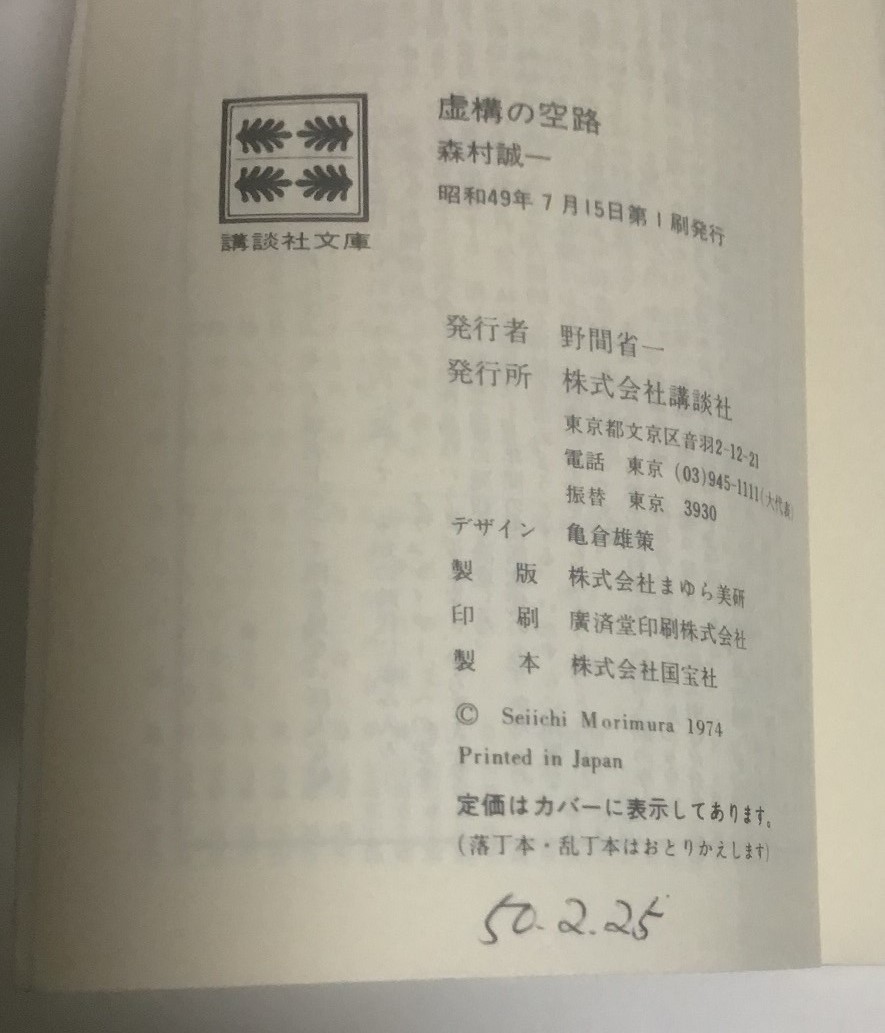 講談社文庫
虚構の空路
森村誠一
昭和49年7月15日第1刷発行
発行者 野間省一
発行所 株式会社講談社
東京都文京区音羽2-12-21
電話 東京 (03)945-1111(大代表)
振替 東京 3930
デザイン 亀倉雄策
製版 株式会社まゆら美研
印刷 廣済堂印刷株式会社
製本 株式会社国宝社
© Seiichi Morimura 1974
Printed in Japan
定価はカバーに表示してあります。
(落丁本・乱丁本はおとりかえします)
50.2.25